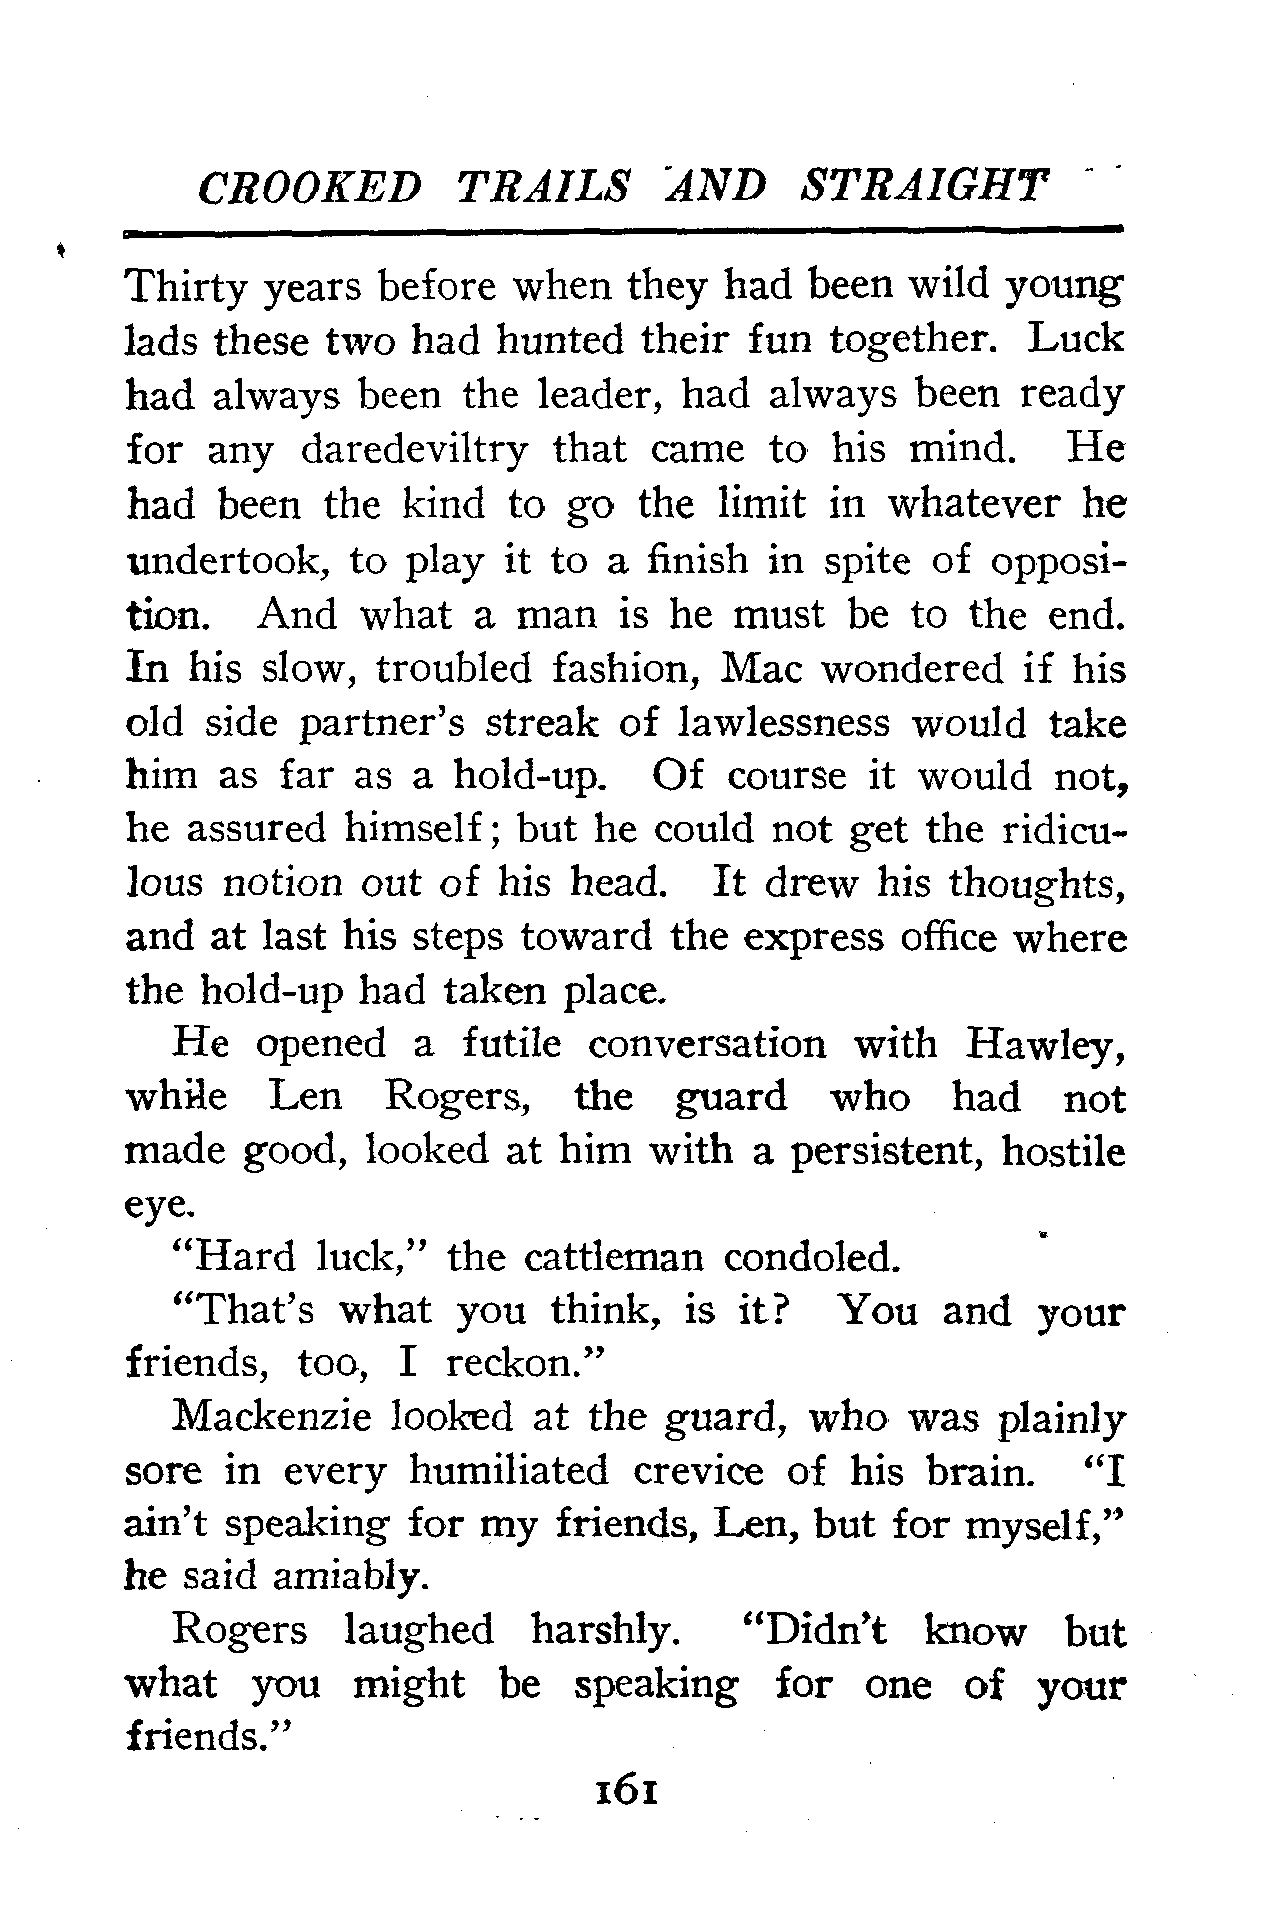 CROOKED TRAILS AND STRAIGHT
Thirty years before when they had been wild young
lads these two had hunted their fun together. Luck
had always been the leader, had always been ready
for any daredeviltry that came to his mind. He
had been the kind to go the limit in whatever he
undertook, to play it to a finish in spite of opposi-
tion. And what a man is he must be to the end.
In his slow, troubled fashion, Mac wondered if his
old side partner's streak of lawlessness would take
him as far as a hold-up. Of course it would not,
he assured himself; but he could not get the ridicu-
lous notion out of his head. It drew his thoughts,
and at last his steps toward the express office where
the hold-up had taken place.
He opened a futile conversation with Hawley,
while Len Rogers, the guard who had not
made good, looked at him with a persistent, hostile
eye.
"Hard luck," the cattleman condoled.
"That's what you think, is it? You and your
friends, too, I reckon."
Mackenzie looked at the guard, who was plainly
sore in every humiliated crevice of his brain. "I
ain't speaking for my friends, Len, but for myself,"
he said amiably.
Rogers laughed harshly. "Didn't know but
what you might be speaking for one of your
friends."
161